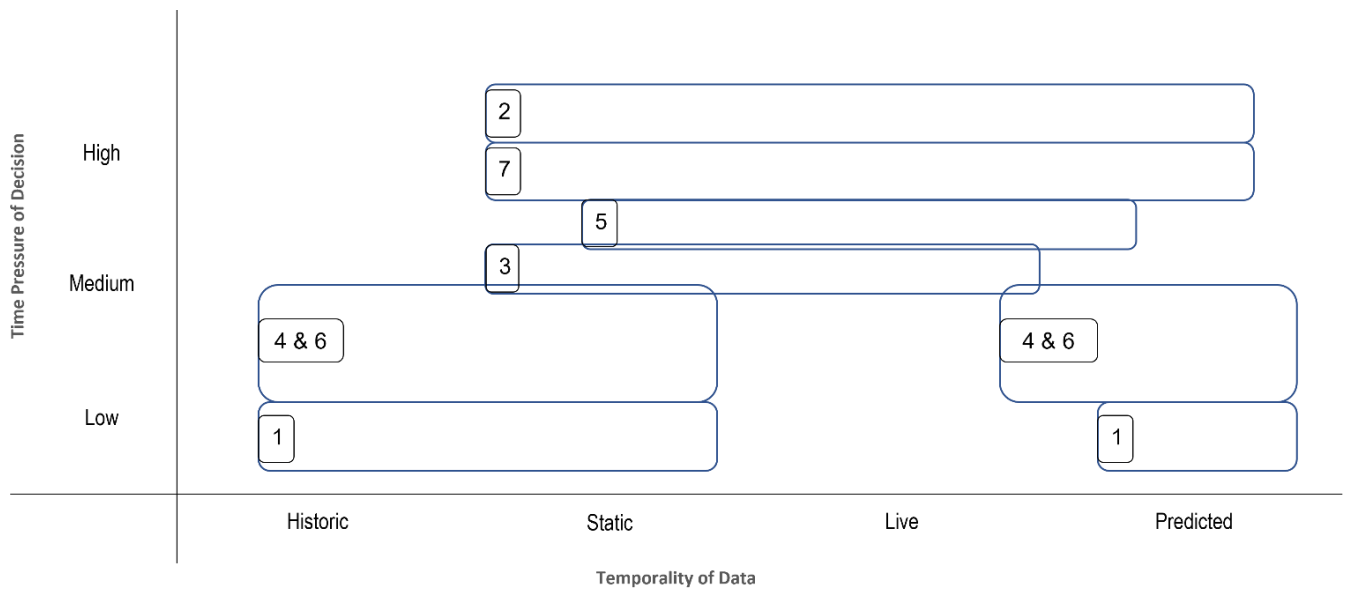 Time Pressure of Decision
High
Medium
Low
2
7
5
3
4 & 6
4 & 6
1
1
Historic
Static
Live
Predicted
Temporality of Data